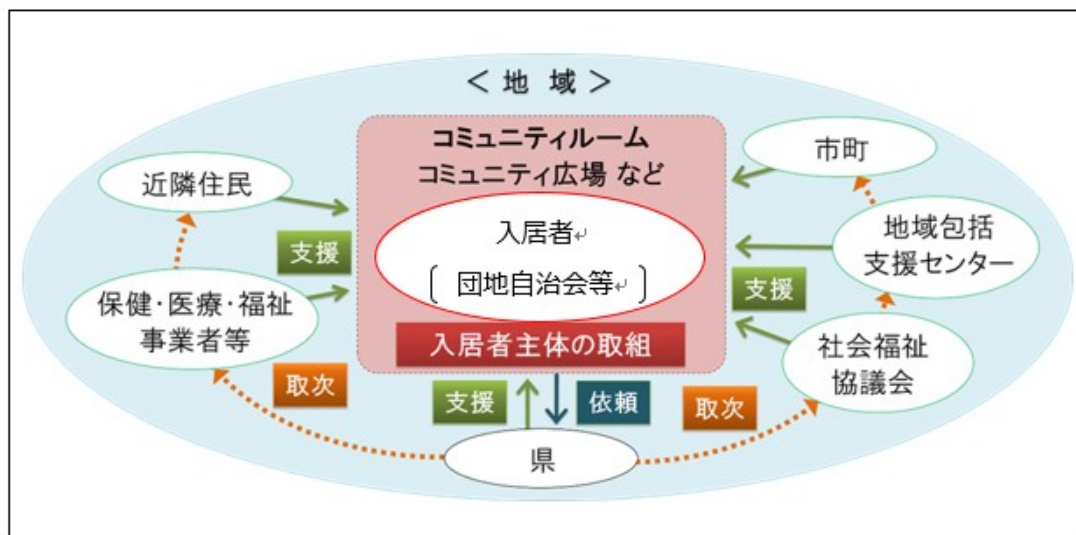 ＜ 地 域 ＞
コミュニティルーム
コミュニティ広場 など
入居者↵
〔 団地自治会等↵ 〕
入居者主体の取組
近隣住民
支援
保健・医療・福祉
事業者等
取次
市町
地域包括
支援センター
支援
社会福祉
協議会
取次
支援
依頼
県